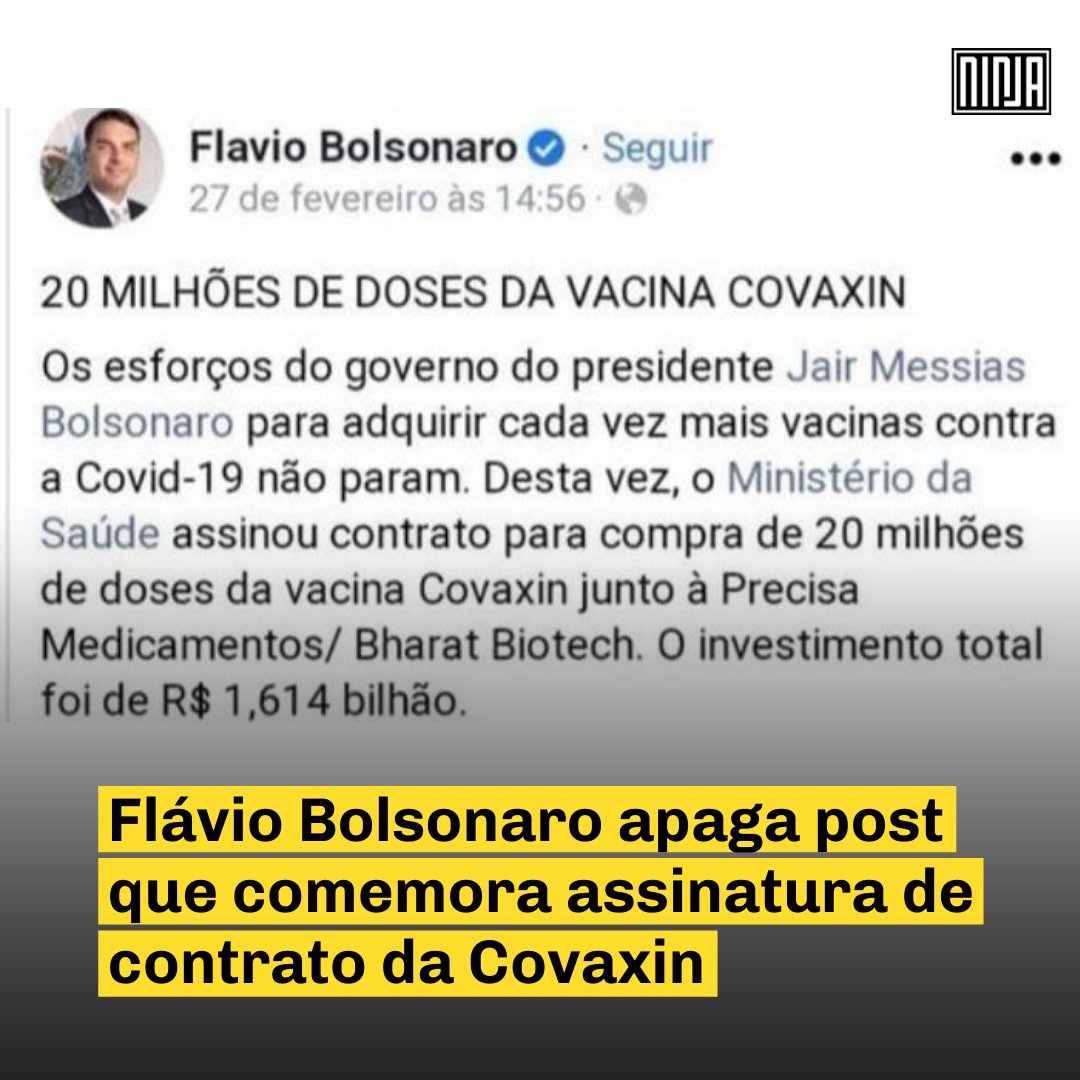 NINJA
Flavio Bolsonaro · Seguir
27 de fevereiro às 14:56 ·
20 MILHÕES DE DOSES DA VACINA COVAXIN
Os esforços do governo do presidente Jair Messias
Bolsonaro para adquirir cada vez mais vacinas contra
a Covid-19 não param. Desta vez, o Ministério da
Saúde assinou contrato para compra de 20 milhões
de doses da vacina Covaxin junto à Precisa
Medicamentos/ Bharat Biotech. O investimento total
foi de R$ 1,614 bilhão.
Flávio Bolsonaro apaga post
que comemora assinatura de
contrato da Covaxin